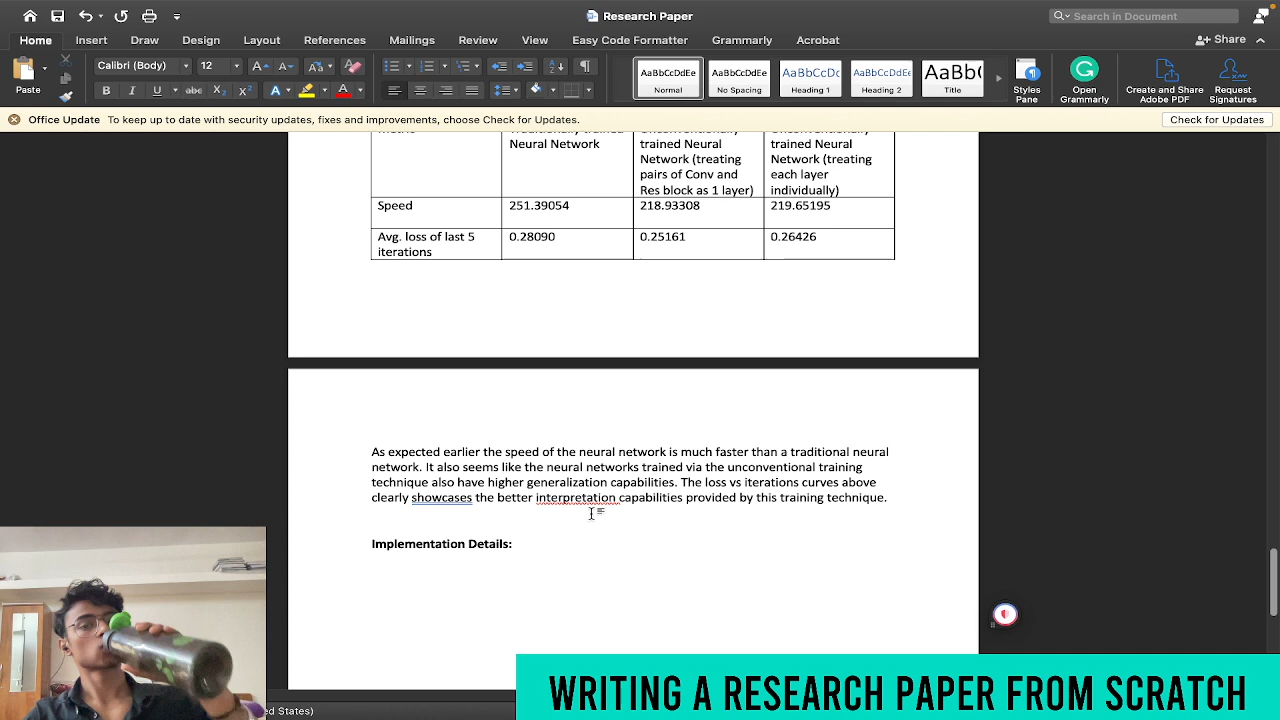 Research Paper
Search in Document
Home Insert Draw Design Layout References Mailings Review View Easy Code Formatter Grammarly Acrobat
Share
Paste
Calibri (Body) 12
AaBbCcDdEe
Normal
AaBbCcDdEe
No Spacing
AaBbCcDc
Heading 1
AaBbCcDdEe
Heading 2
AaBb(
Title
Styles
Pane
Open
Grammarly
Create and Share
Adobe PDF
Request
Signatures
Office Update To keep up to date with security updates, fixes and improvements, choose Check for Updates.
Check for Updates
Neural Network
trained Neural
Network (treating
pairs of Conv and
Res block as 1 layer)
trained Neural
Network (treating
each layer
individually)
Speed 251.39054 218.93308 219.65195
Avg. loss of last 5
iterations
0.28090 0.25161 0.26426
As expected earlier the speed of the neural network is much faster than a traditional neural
network. It also seems like the neural networks trained via the unconventional training
technique also have higher generalization capabilities. The loss vs iterations curves above
clearly showcases the better interpretation capabilities provided by this training technique.
Implementation Details:
d States)
WRITING A RESEARCH PAPER FROM SCRATCH